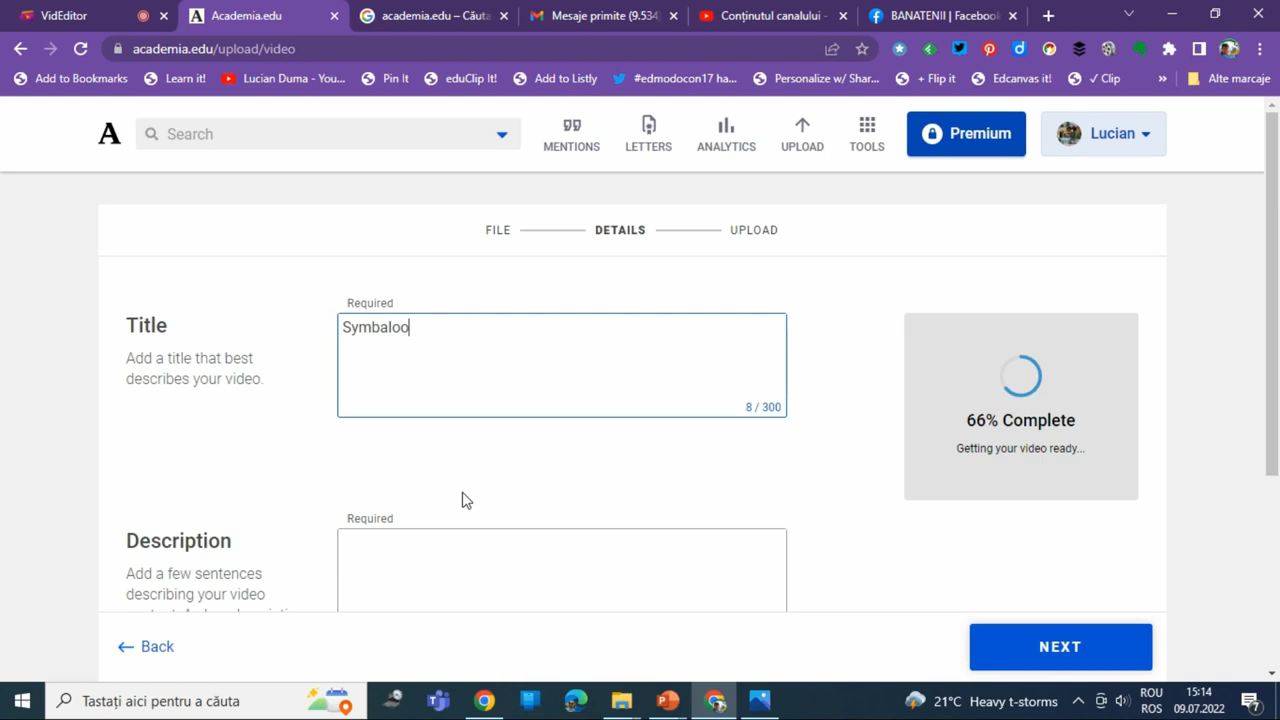 VidEditor
Academia.edu
academia.edu – Căuta
Mesaje primite (9.534)
Conținutul canalului -
BANATENII | Facebook
academia.edu/upload/video
Add to Bookmarks
Learn it!
Lucian Duma - You...
Pin It
eduClip It!
Add to Listly
#edmodocon17 ha...
Personalize w/ Shar...
+ Flip it
Edcanvas it!
✓ Clip
»
Alte marcaje
A
Search
MENTIONS
LETTERS
ANALYTICS
UPLOAD
TOOLS
Premium
Lucian
FILE
DETAILS
UPLOAD
Required
Title
Symbaloo
Add a title that best
describes your video.
8 / 300
66% Complete
Getting your video ready...
Required
Description
Add a few sentences
describing your video
Back
NEXT
Tastați aici pentru a căuta
21°C Heavy t-storms
ROU
ROS
15:14
09.07.2022
7